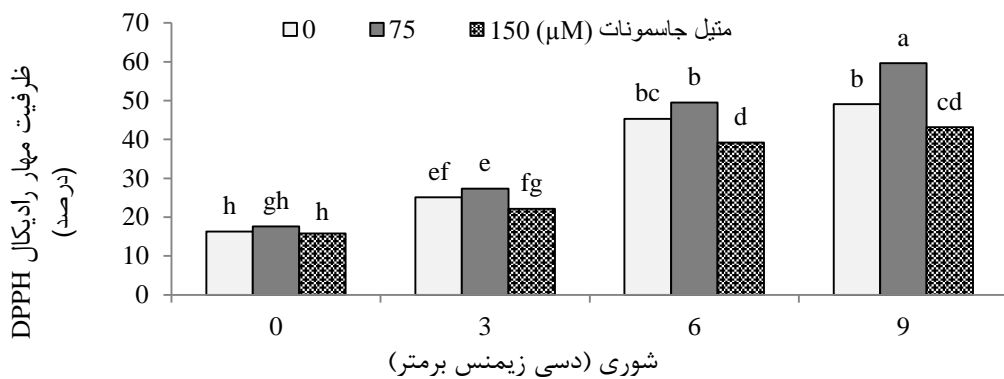 70
60
50
40
30
20
10
0
ظرفیت مهار رادیکال DPPH
(درصد)
0 75 150 (µM) متیل جاسمونات
h gh h
ef e fg
bc b d
b a cd
0 3 6 9
شوری (دسی زیمنس برمتر)